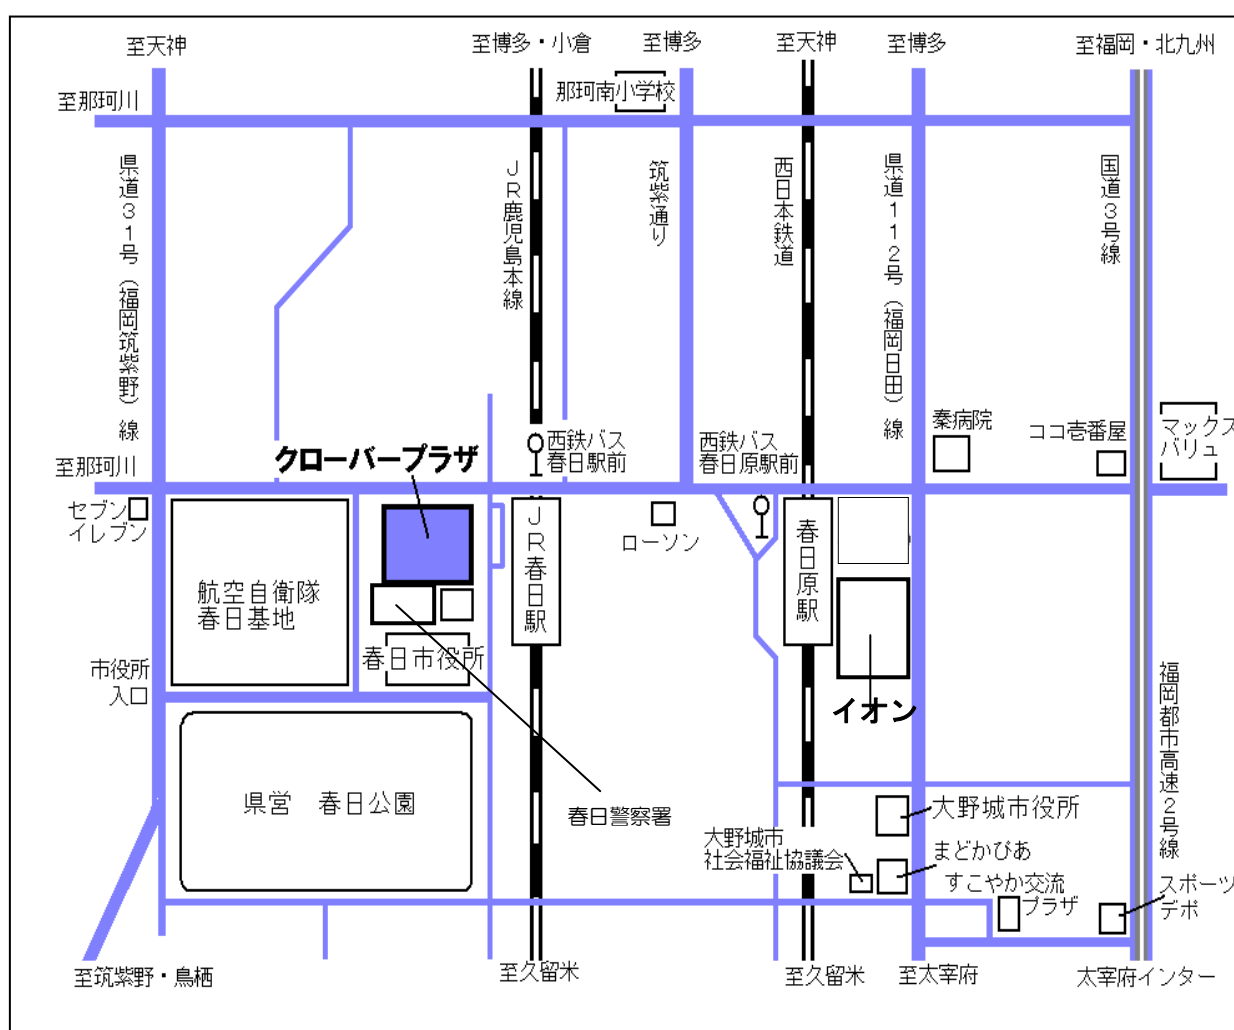 至天神
至博多・小倉
至博多
至天神
至博多
至福岡・北九州
至那珂川
那珂南小学校
県道31号(福岡筑紫野)線
JR鹿児島本線
筑紫通り
西日本鉄道
県道112号(福岡日田)線
国道3号線
至那珂川
クローバープラザ
西鉄バス
春日駅前
西鉄バス
春日原駅前
秦病院
ココ壱番屋
マックス
バリュ
セブン
イレブン
JR春日駅
ローソン
春日原駅
航空自衛隊
春日基地
春日市役所
市役所
入口
イオン
福岡都市高速2号線
県営 春日公園
春日警察署
大野城市役所
大野城市
社会福祉協議会
まどかぴあ
すこやか交流
プラザ
スポーツ
デポ
至筑紫野・鳥栖
至久留米
至久留米
至太宰府
太宰府インター